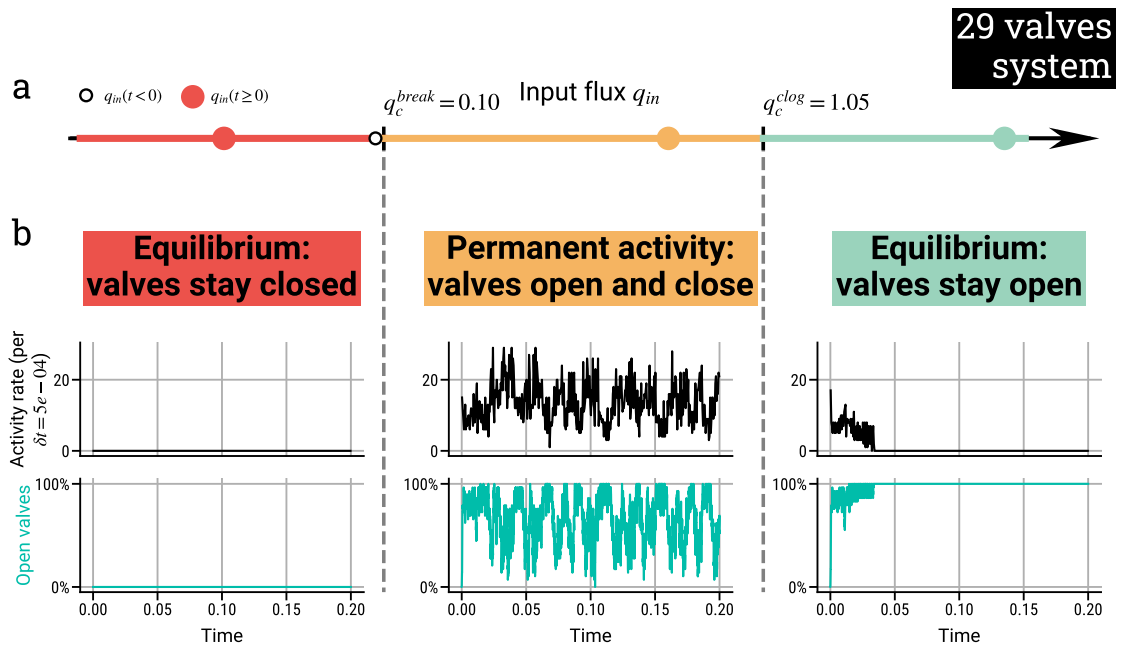 29 valves
system
a
qin(t<0)
qin(t≥0)
q_c^break=0.10
Input flux qin
q_c^clog=1.05
b
Equilibrium:
valves stay closed
Permanent activity:
valves open and close
Equilibrium:
valves stay open
Activity rate (per
δt=5e−04)
20
0
20
0
20
0
Open valves
100%
0%
100%
0%
100%
0%
0.00 0.05 0.10 0.15 0.20
0.00 0.05 0.10 0.15 0.20
0.00 0.05 0.10 0.15 0.20
Time
Time
Time